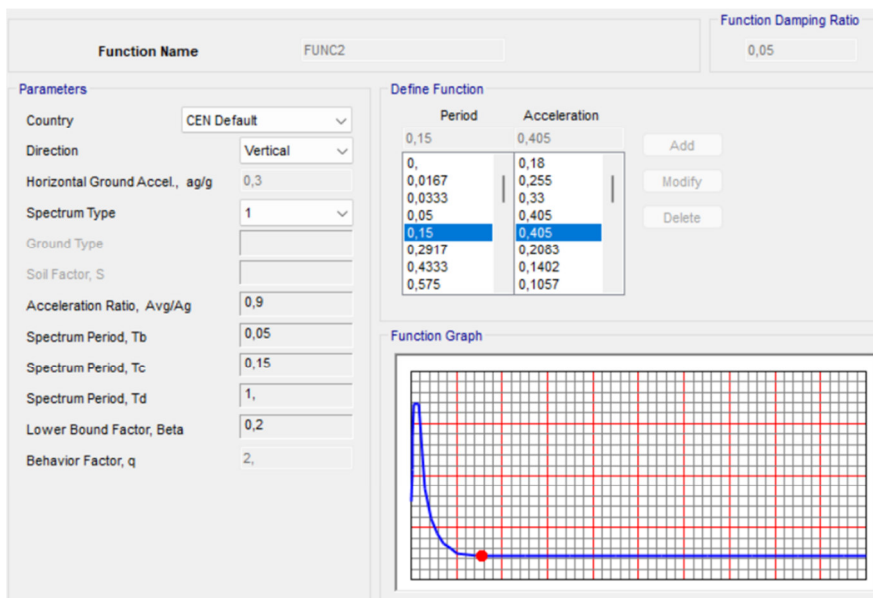 Function Damping Ratio
Function Name FUNC2 0,05
Parameters
Country CEN Default
Direction Vertical
Horizontal Ground Accel., ag/g 0,3
Spectrum Type 1
Ground Type
Soil Factor, S
Acceleration Ratio, Avg/Ag 0,9
Spectrum Period, Tb 0,05
Spectrum Period, Tc 0,15
Spectrum Period, Td 1,
Lower Bound Factor, Beta 0,2
Behavior Factor, q 2,
Define Function
Period Acceleration
0,15 0,405
0, 0,18
0,0167 0,255
0,0333 0,33
0,05 0,405
0,15 0,405
0,2917 0,2083
0,4333 0,1402
0,575 0,1057
Add
Modify
Delete
Function Graph